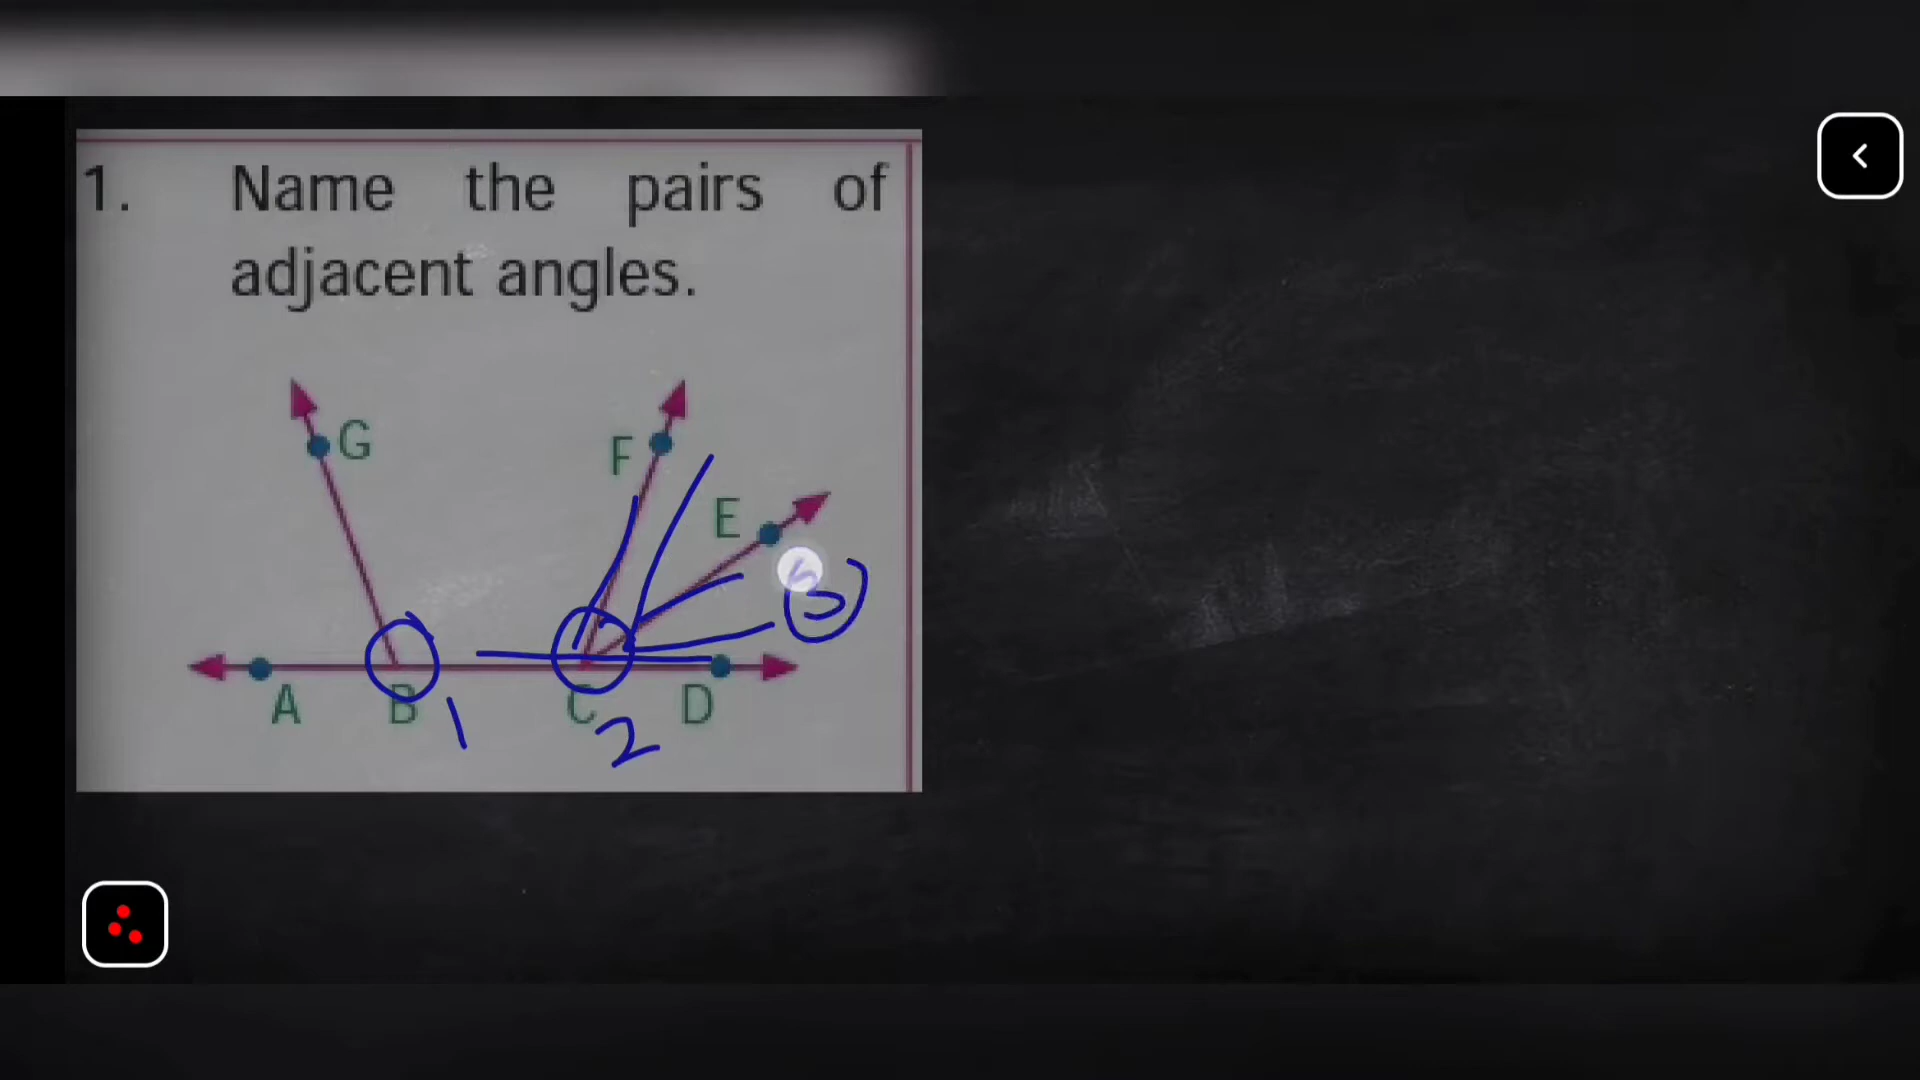 1. Name the pairs of
adjacent angles.
G
F
E
3
A B C D
1 2